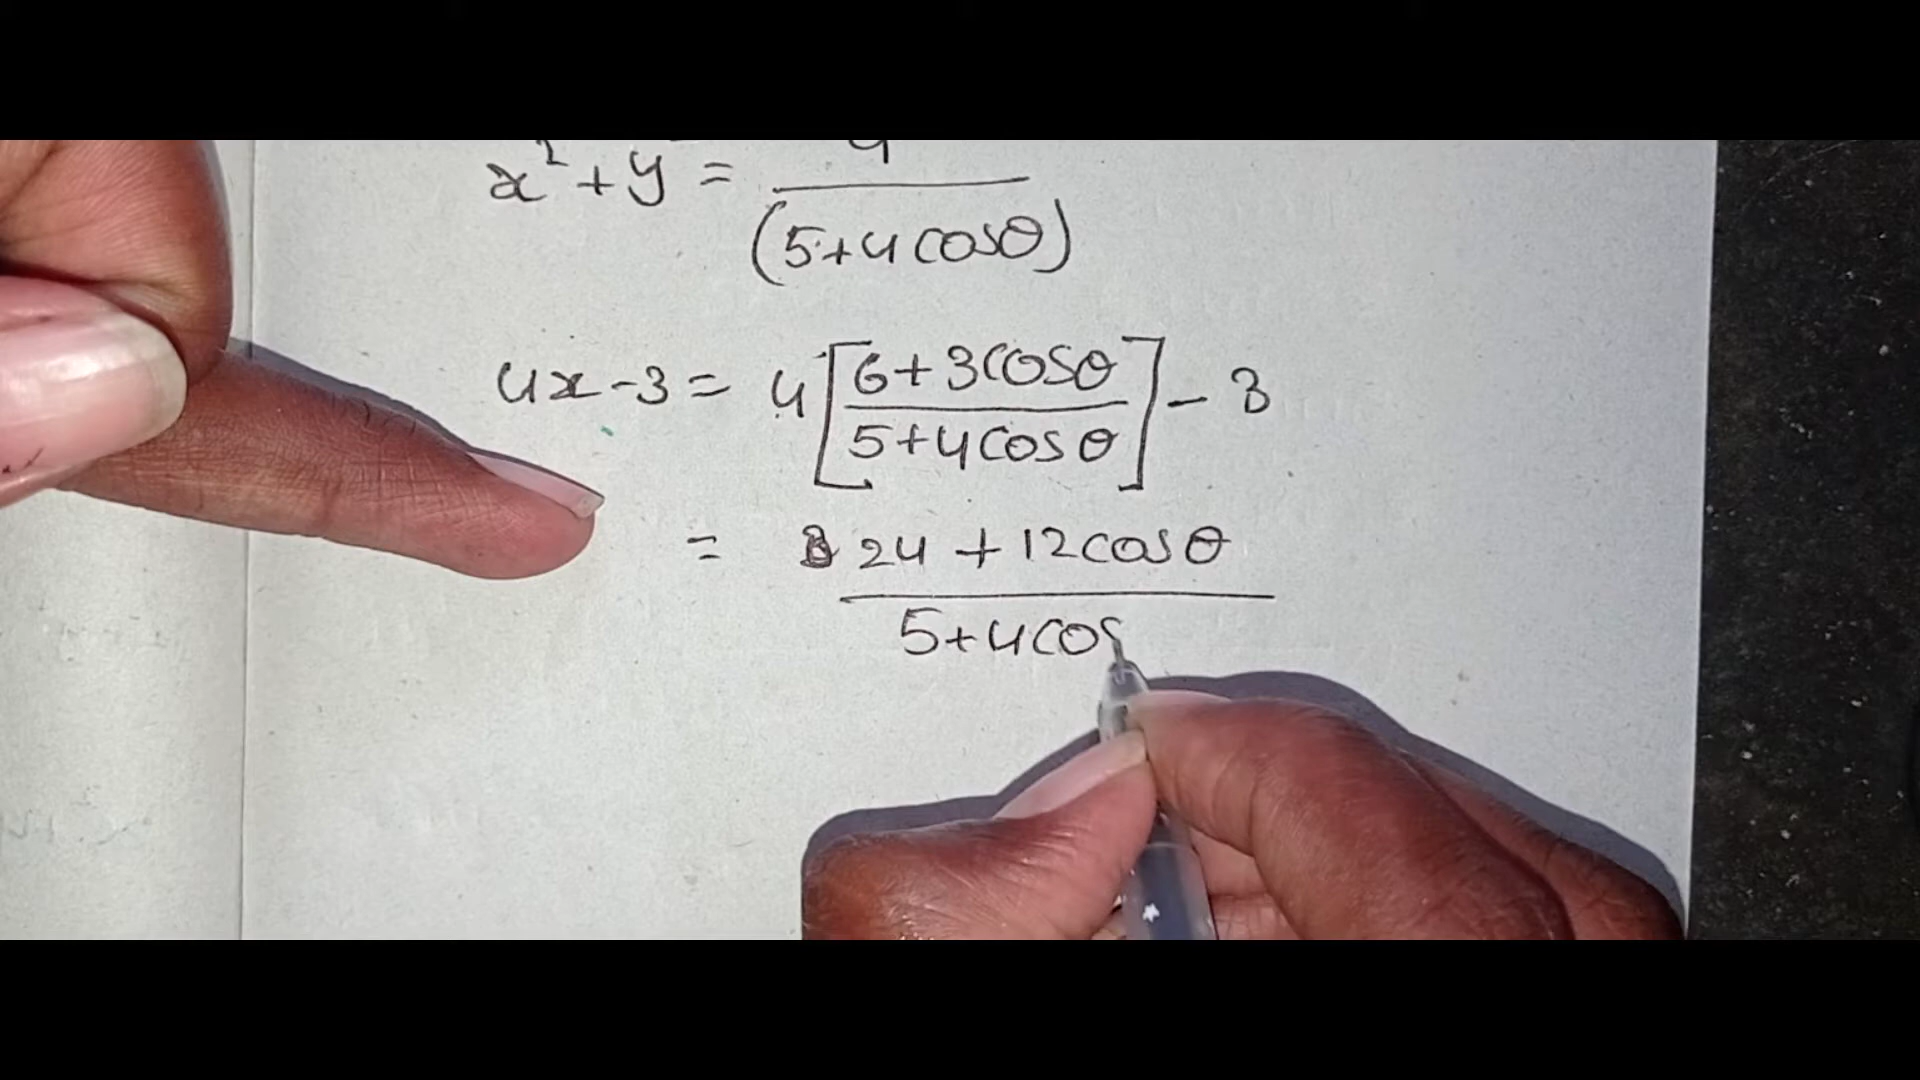 x² + y = 
(5+4cosθ)
4x - 3 = 4[6+3cosθ / 5+4cosθ] - 3
= 24 + 12cosθ
5+4cos